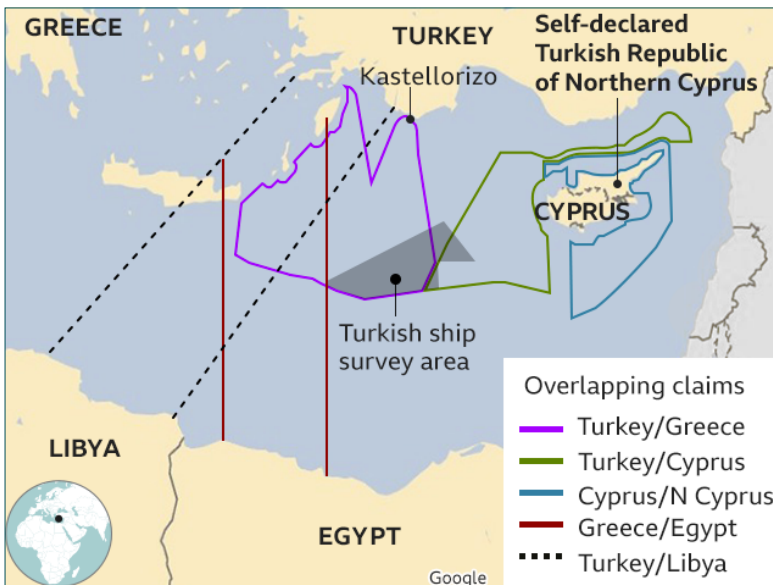 GREECE
TURKEY
Self-declared
Turkish Republic
of Northern Cyprus
Kastellorizo
CYPRUS
Turkish ship
survey area
LIBYA
EGYPT
Google
Overlapping claims
Turkey/Greece
Turkey/Cyprus
Cyprus/N Cyprus
Greece/Egypt
Turkey/Libya